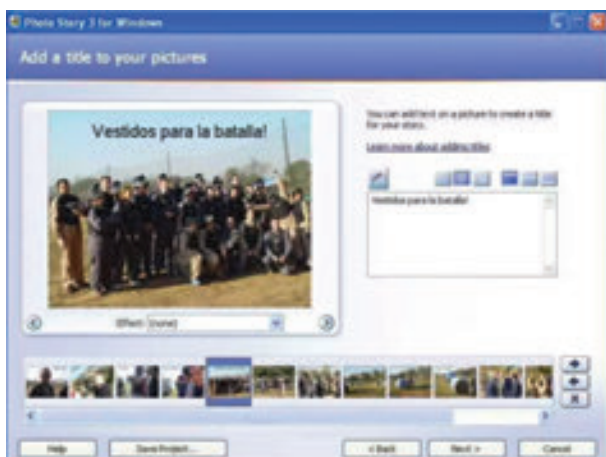 Photo Story 3 for Windows
Add a title to your pictures
Vestidos para la batalla!
You can add text on a picture to create a title
for your story.
Learn more about adding titles
Vestidos para la batalla!
Effect: (none)
Help
Save Project...
< Back
Next >
Cancel